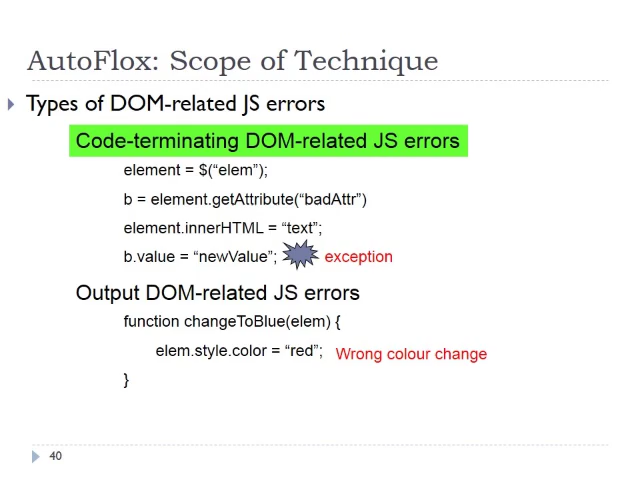 AutoFlox: Scope of Technique
Types of DOM-related JS errors
Code-terminating DOM-related JS errors
element = $(“elem”);
b = element.getAttribute(“badAttr”)
element.innerHTML = “text”;
b.value = “newValue”; exception
Output DOM-related JS errors
function changeToBlue(elem) {
elem.style.color = “red”; Wrong colour change
}
40